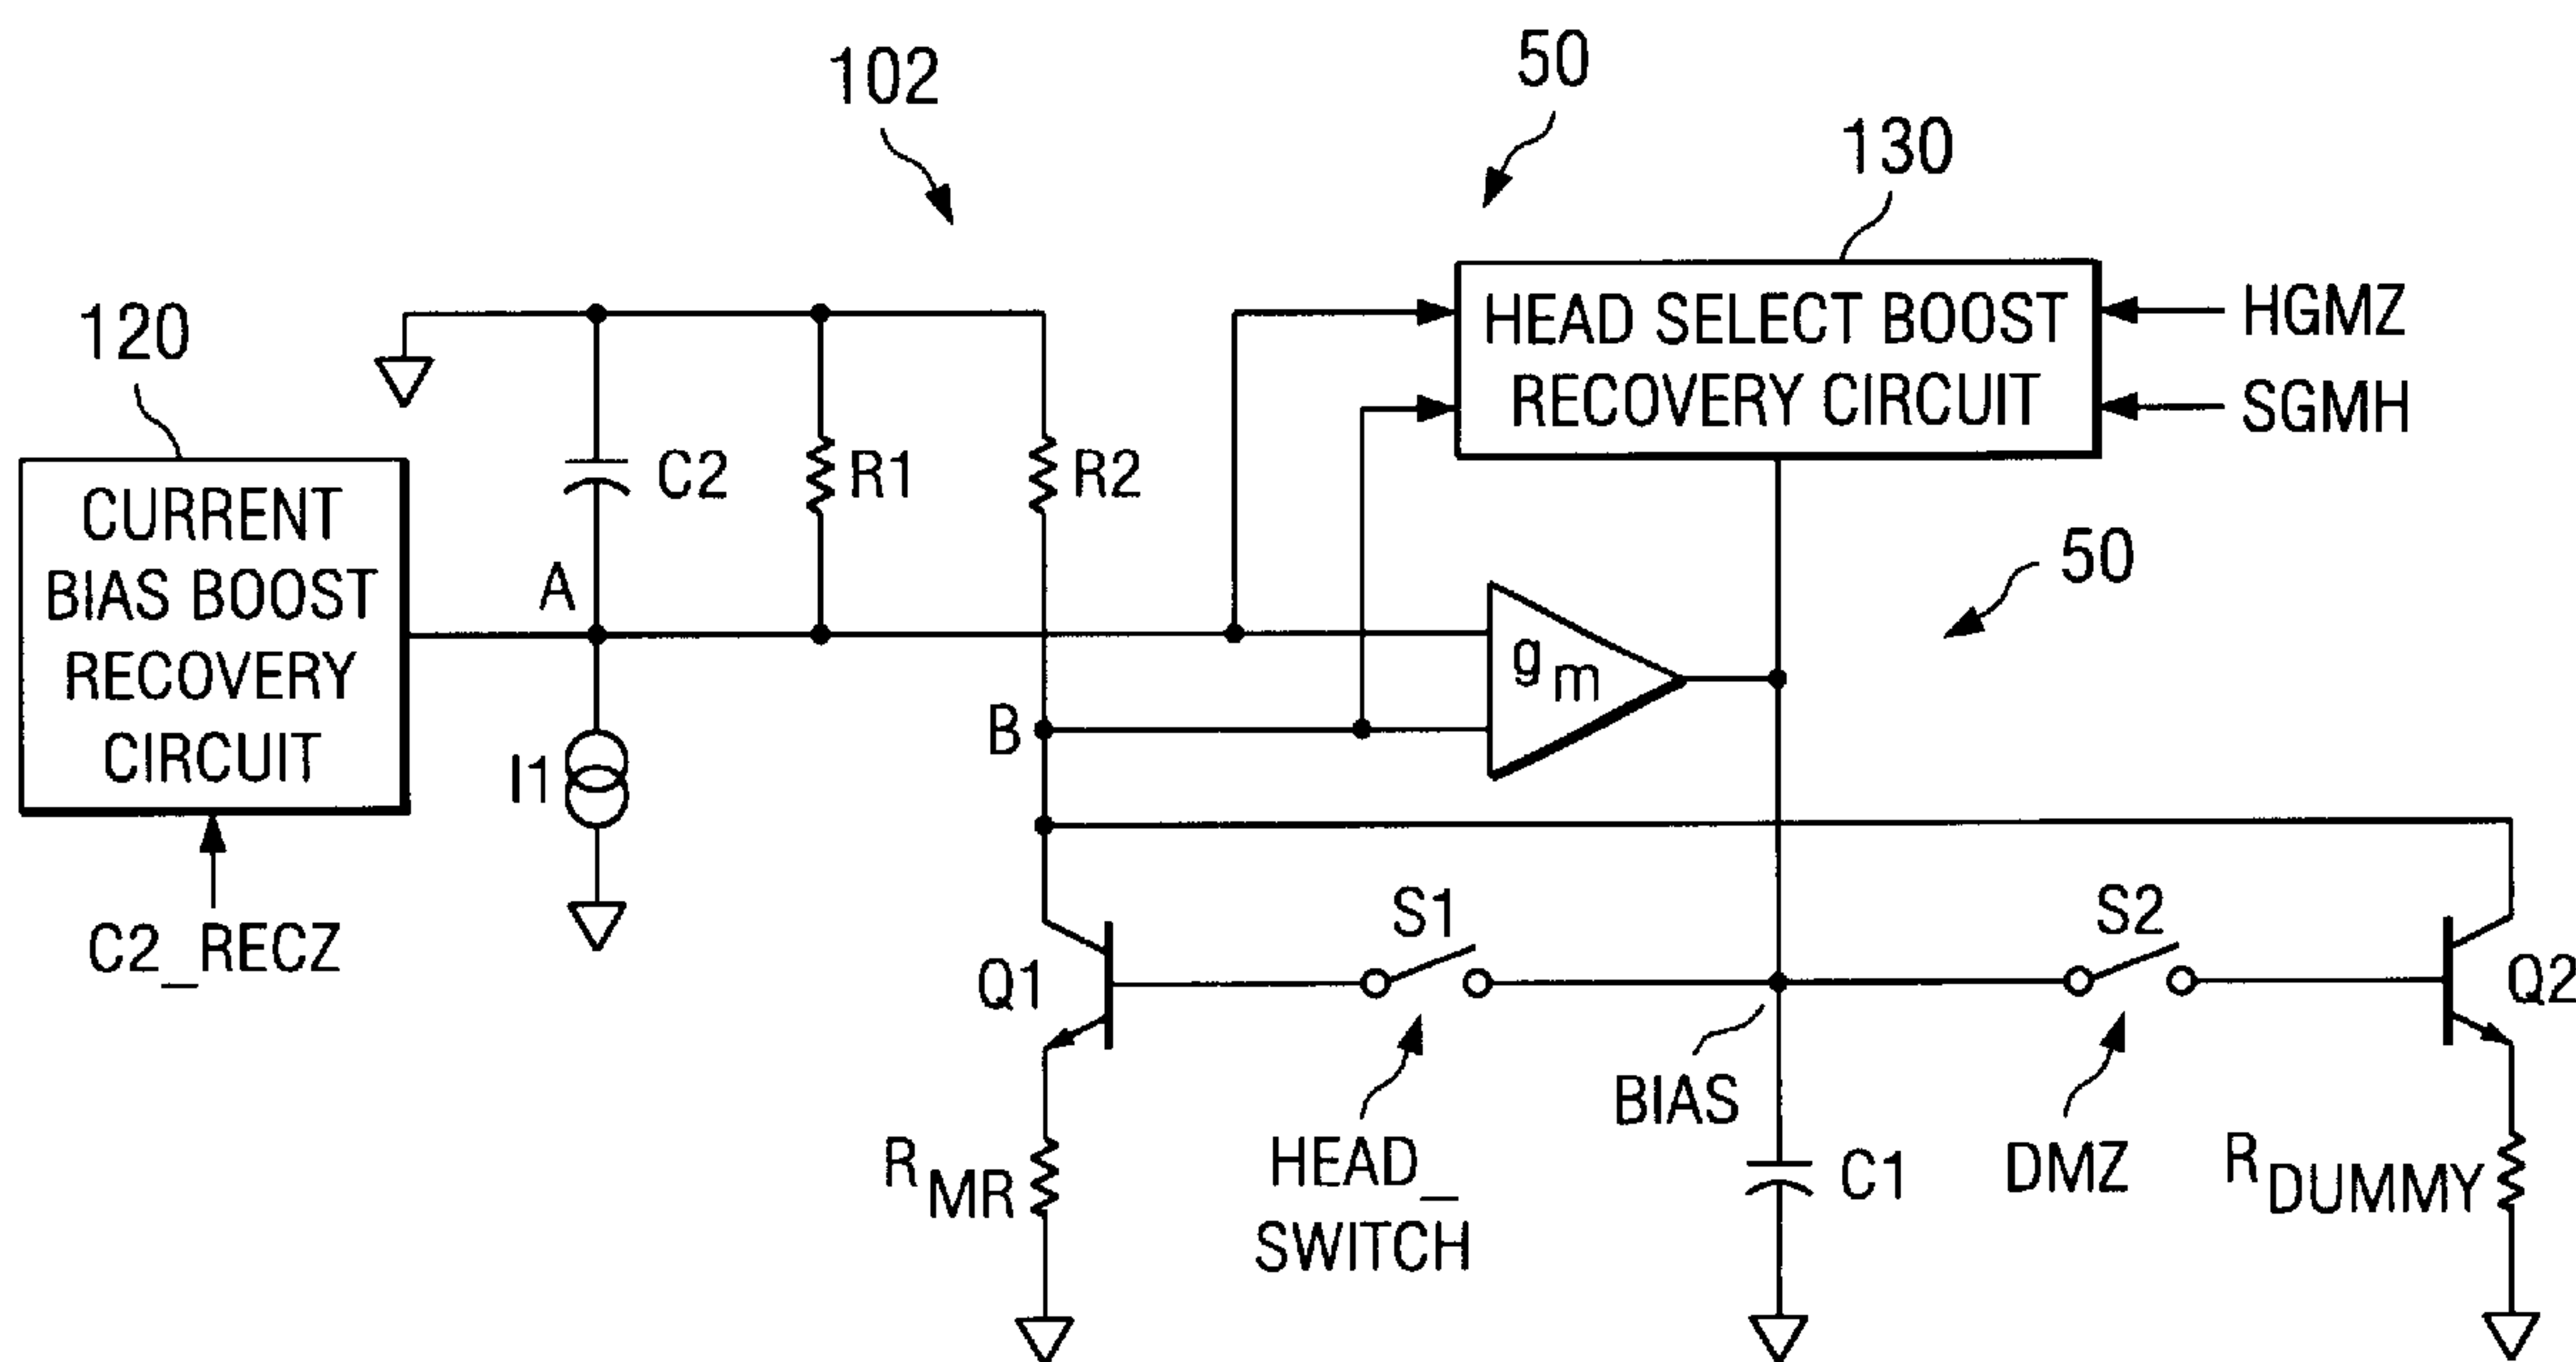 102
50
130
HEAD SELECT BOOST
RECOVERY CIRCUIT
HGMZ
SGMH
120
CURRENT
BIAS BOOST
RECOVERY
CIRCUIT
C2_RECZ
C2
R1
R2
A
I1
B
gm
50
Q1
S1
HEAD_
SWITCH
BIAS
S2
DMZ
Q2
RMR
C1
RDUMMY